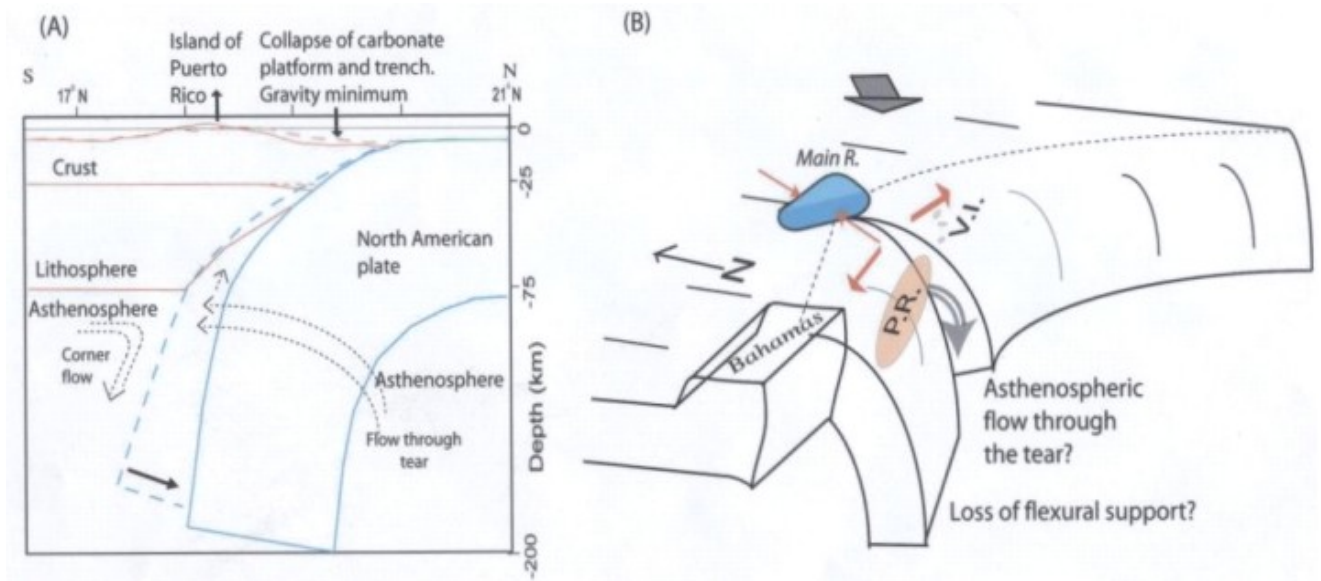 (A)
Island of
Puerto
Rico
Collapse of carbonate
platform and trench.
Gravity minimum
S
N
17°N
21°N
0
Crust
-25
North American
plate
Lithosphere
-75
Asthenosphere
Corner
flow
Asthenosphere
Flow through
tear
Depth (km)
-200
(B)
Main R.
V.I.
N
P.R.
Bahamas
Asthenospheric
flow through
the tear?
Loss of flexural support?